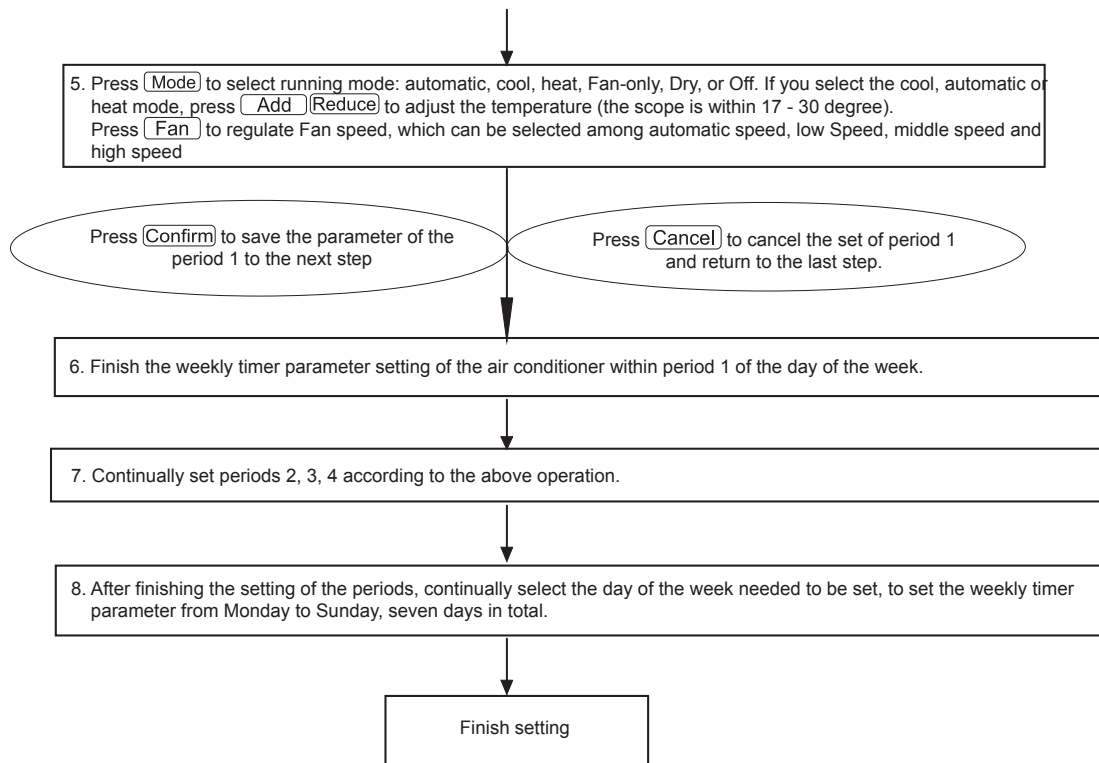 5. Press Mode to select running mode: automatic, cool, heat, Fan-only, Dry, or Off. If you select the cool, automatic or
heat mode, press Add Reduce to adjust the temperature (the scope is within 17 - 30 degree).
Press Fan to regulate Fan speed, which can be selected among automatic speed, low Speed, middle speed and
high speed
Press Confirm to save the parameter of the
period 1 to the next step
Press Cancel to cancel the set of period 1
and return to the last step.
6. Finish the weekly timer parameter setting of the air conditioner within period 1 of the day of the week.
7. Continually set periods 2, 3, 4 according to the above operation.
8. After finishing the setting of the periods, continually select the day of the week needed to be set, to set the weekly timer
parameter from Monday to Sunday, seven days in total.
Finish setting